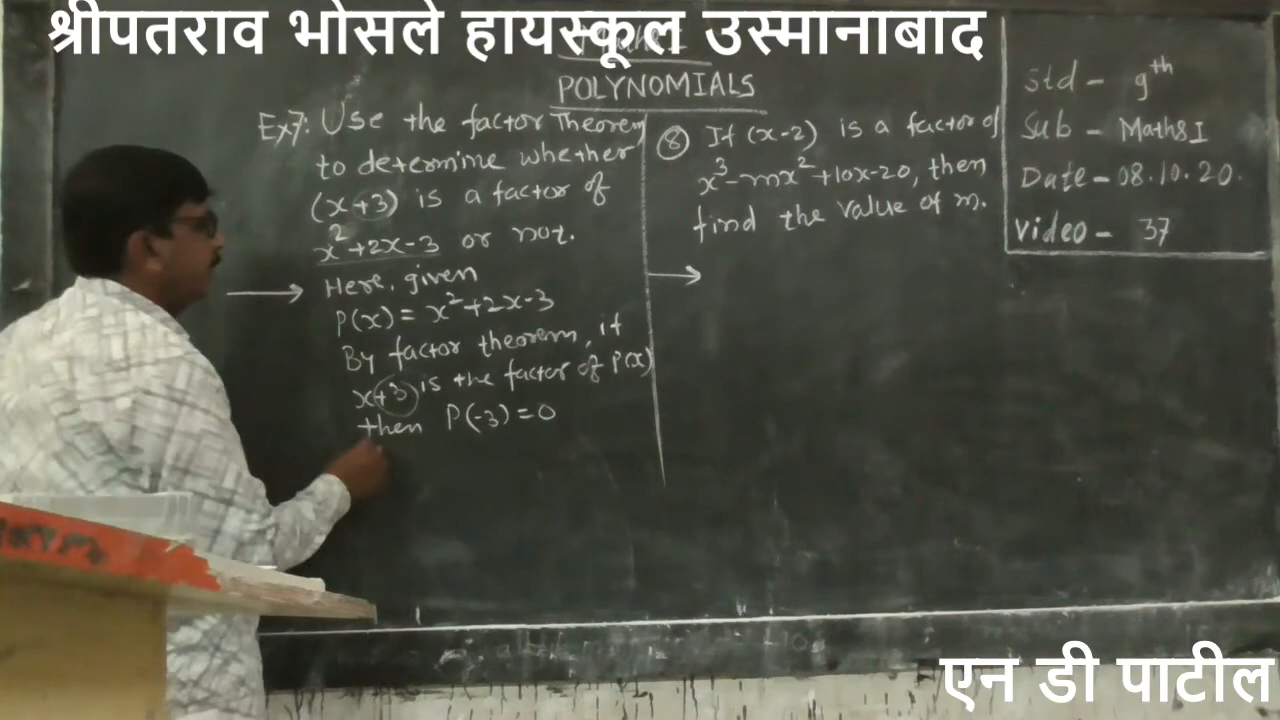 श्रीपतराव भोसले हायस्कूल उस्मानाबाद
POLYNOMIALS
Ex7: Use the factor Theorem
to determine whether
(x+3) is a factor of
x²+2x-3 or not.
Here, given
P(x) = x²+2x-3
By factor theorem, if
x+3 is the factor of P(x)
then P(-3)=0
⑧ If (x-2) is a factor of
x³-mx²+10x-20, then
find the value of m.
Std - 9th
Sub - Maths I
Date - 08.10.20.
Video - 37
एन डी पाटील